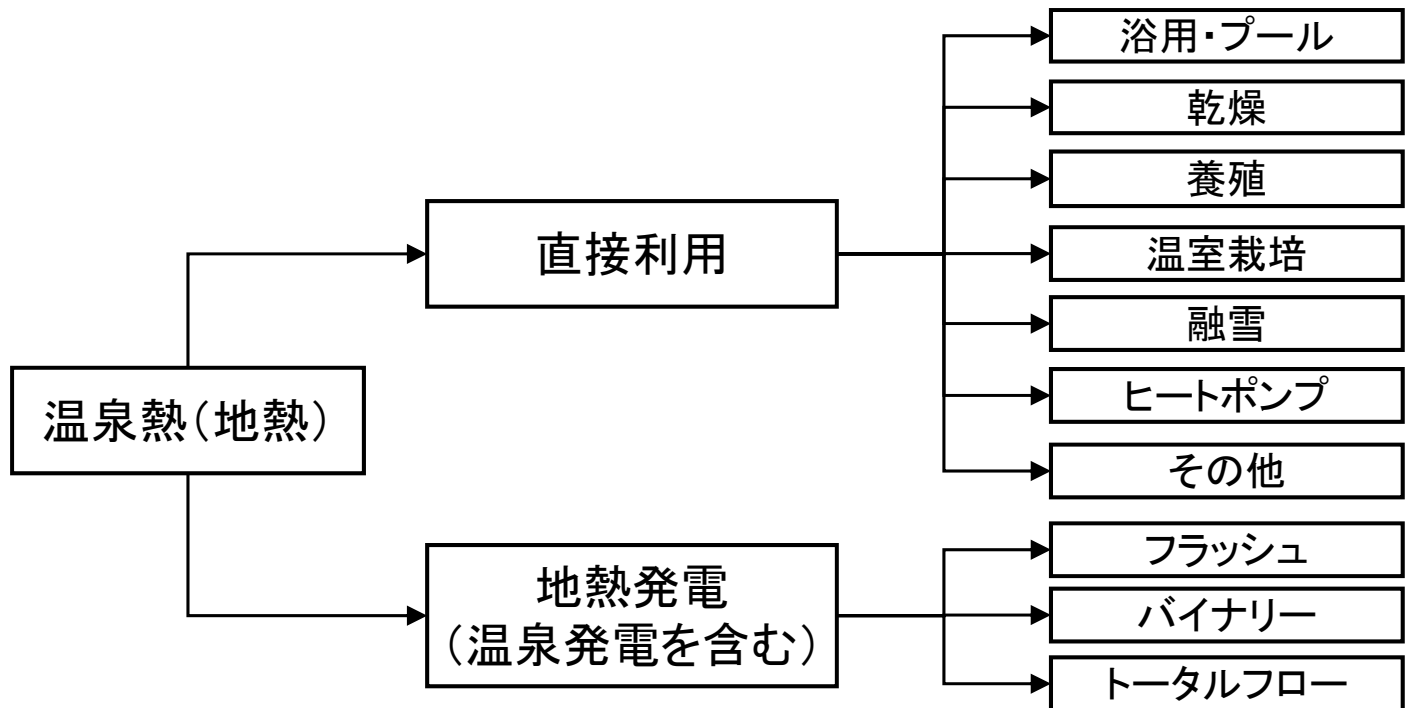 温泉熱(地熱)
直接利用
浴用・プール
乾燥
養殖
温室栽培
融雪
ヒートポンプ
その他
地熱発電
(温泉発電を含む)
フラッシュ
バイナリー
トータルフロー